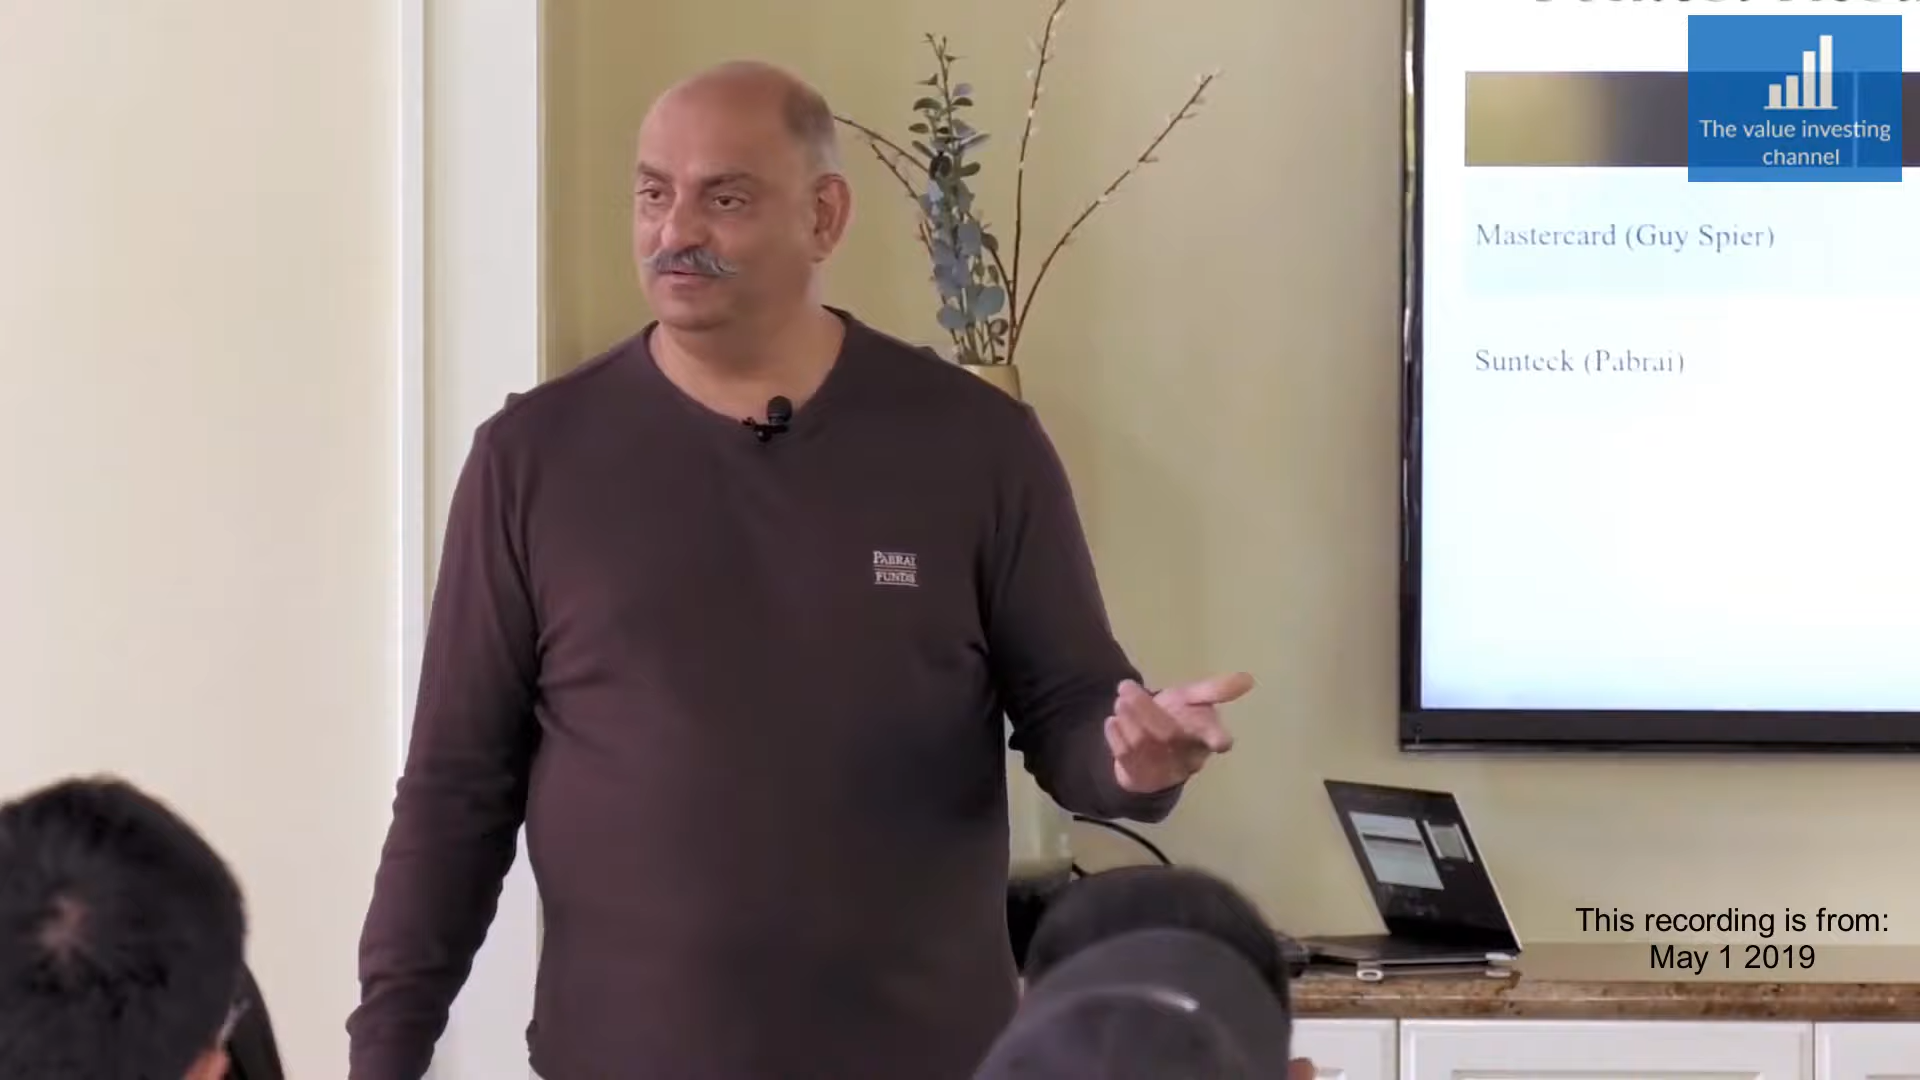 The value investing
channel
Mastercard (Guy Spier)
Sunteck (Pabrai)
PABRAI
FUNDS
This recording is from:
May 1 2019